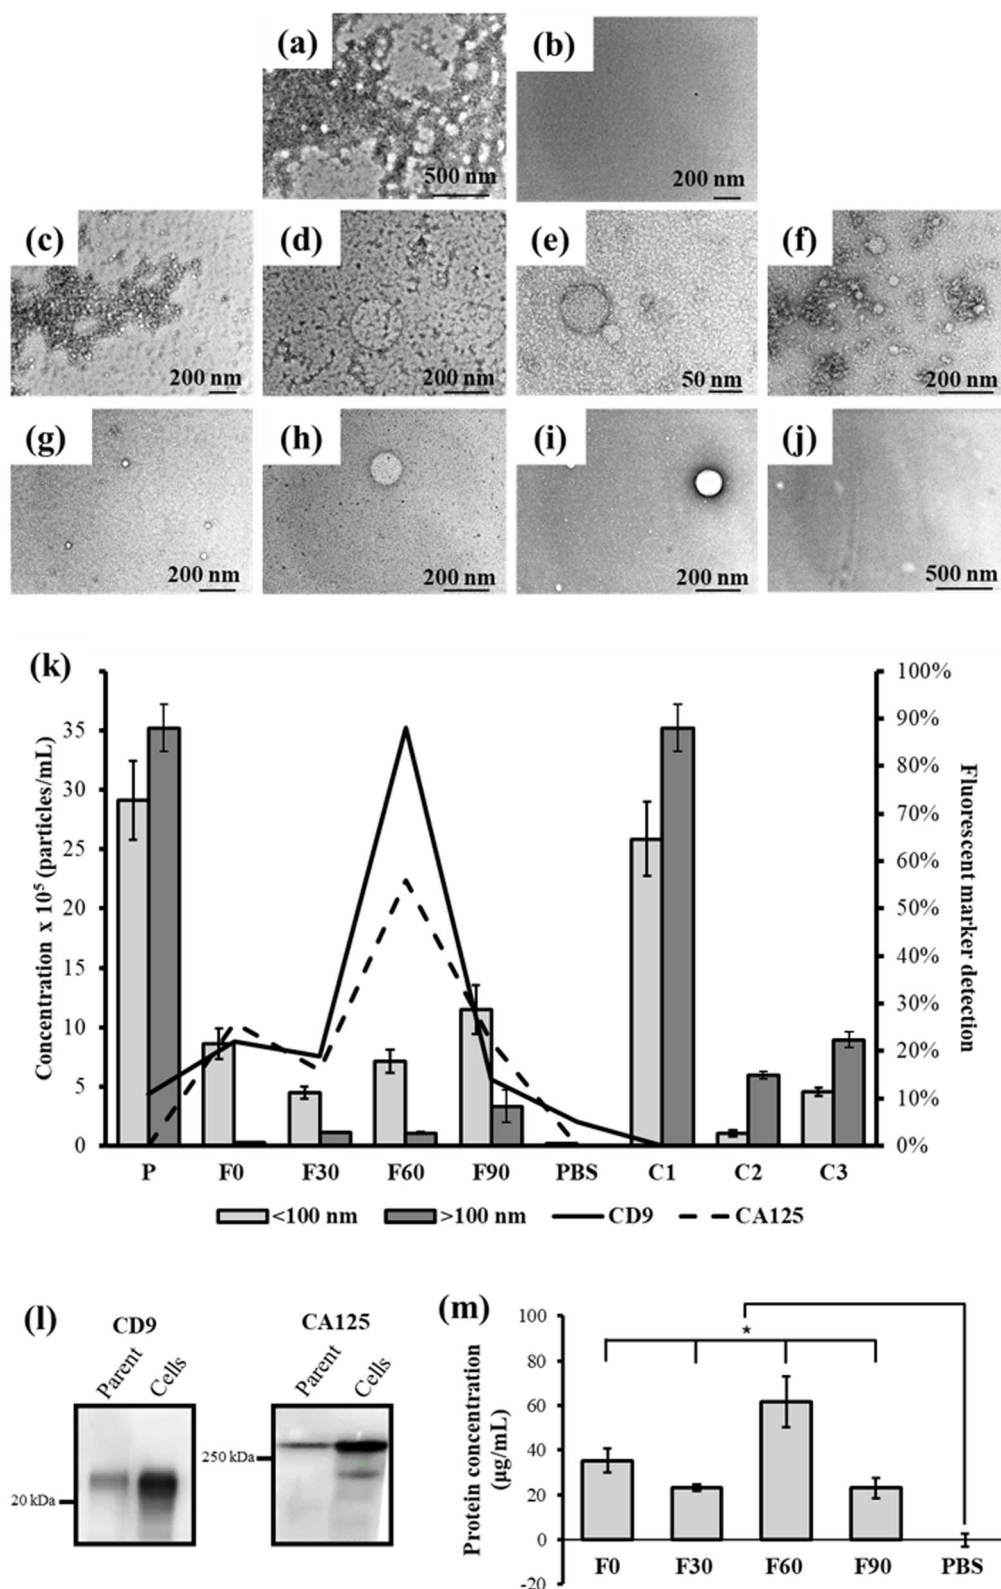 (a)
500 nm
(b)
200 nm
(c)
200 nm
(d)
200 nm
(e)
50 nm
(f)
200 nm
(g)
200 nm
(h)
200 nm
(i)
200 nm
(j)
500 nm
(k)
Concentration x 10⁵ (particles/mL)
35
30
25
20
15
10
5
0
100%
90%
80%
70%
60%
50%
40%
30%
20%
10%
0%
Fluorescent marker detection
P F0 F30 F60 F90 PBS C1 C2 C3
<100 nm >100 nm CD9 CA125
(l)
CD9
Parent Cells
20 kDa
CA125
Parent Cells
250 kDa
(m)
Protein concentration
(µg/mL)
100
80
60
40
20
0
-20
*
F0 F30 F60 F90 PBS